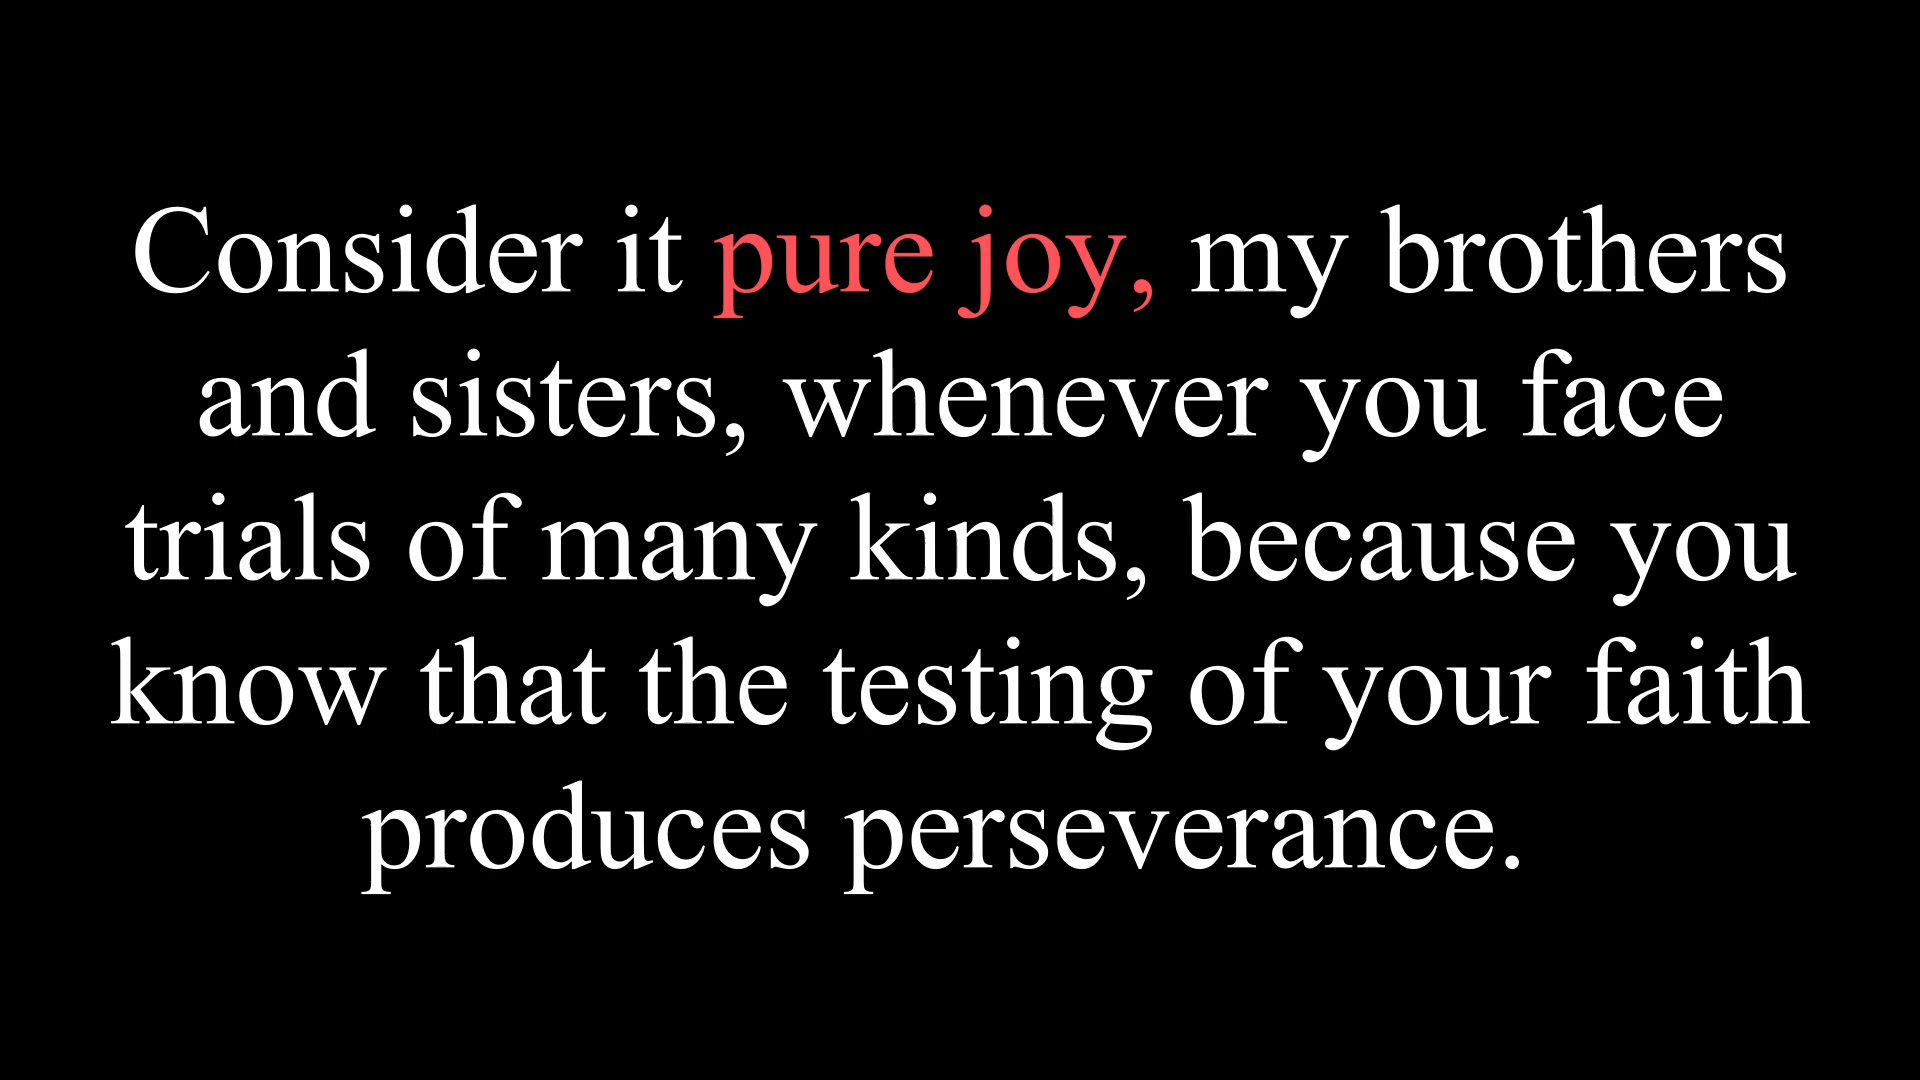 Consider it pure joy, my brothers
and sisters, whenever you face
trials of many kinds, because you
know that the testing of your faith
produces perseverance.